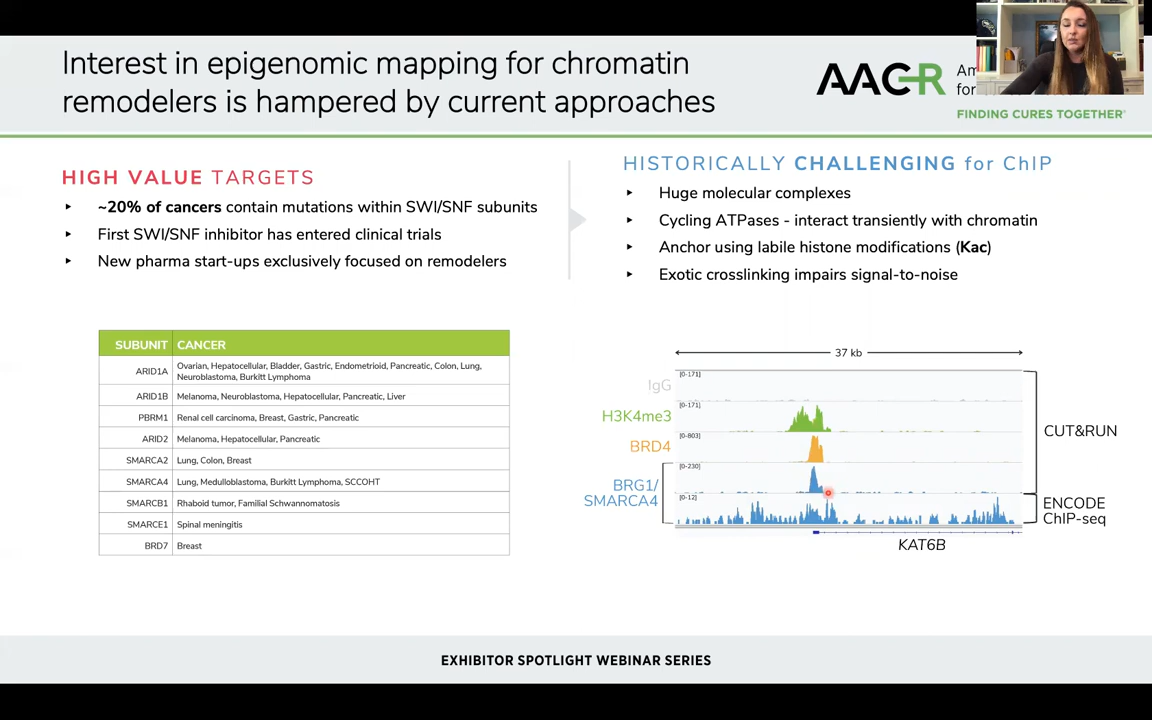 Interest in epigenomic mapping for chromatin
remodelers is hampered by current approaches
AACR
Am
for
FINDING CURES TOGETHER®
HIGH VALUE TARGETS
~20% of cancers contain mutations within SWI/SNF subunits
First SWI/SNF inhibitor has entered clinical trials
New pharma start-ups exclusively focused on remodelers
HISTORICALLY CHALLENGING for ChIP
Huge molecular complexes
Cycling ATPases - interact transiently with chromatin
Anchor using labile histone modifications (Kac)
Exotic crosslinking impairs signal-to-noise
SUBUNIT CANCER
ARID1A Ovarian, Hepatocellular, Bladder, Gastric, Endometrioid, Pancreatic, Colon, Lung,
Neuroblastoma, Burkitt Lymphoma
ARID1B Melanoma, Neuroblastoma, Hepatocellular, Pancreatic, Liver
PBRM1 Renal cell carcinoma, Breast, Gastric, Pancreatic
ARID2 Melanoma, Hepatocellular, Pancreatic
SMARCA2 Lung, Colon, Breast
SMARCA4 Lung, Medulloblastoma, Burkitt Lymphoma, SCCOHT
SMARCB1 Rhaboid tumor, Familial Schwannomatosis
SMARCE1 Spinal meningitis
BRD7 Breast
37 kb
IgG [0-171]
H3K4me3 [0-171]
BRD4 [0-803]
BRG1/
SMARCA4
[0-230]
[0-12]
CUT&RUN
ENCODE
ChIP-seq
KAT6B
EXHIBITOR SPOTLIGHT WEBINAR SERIES